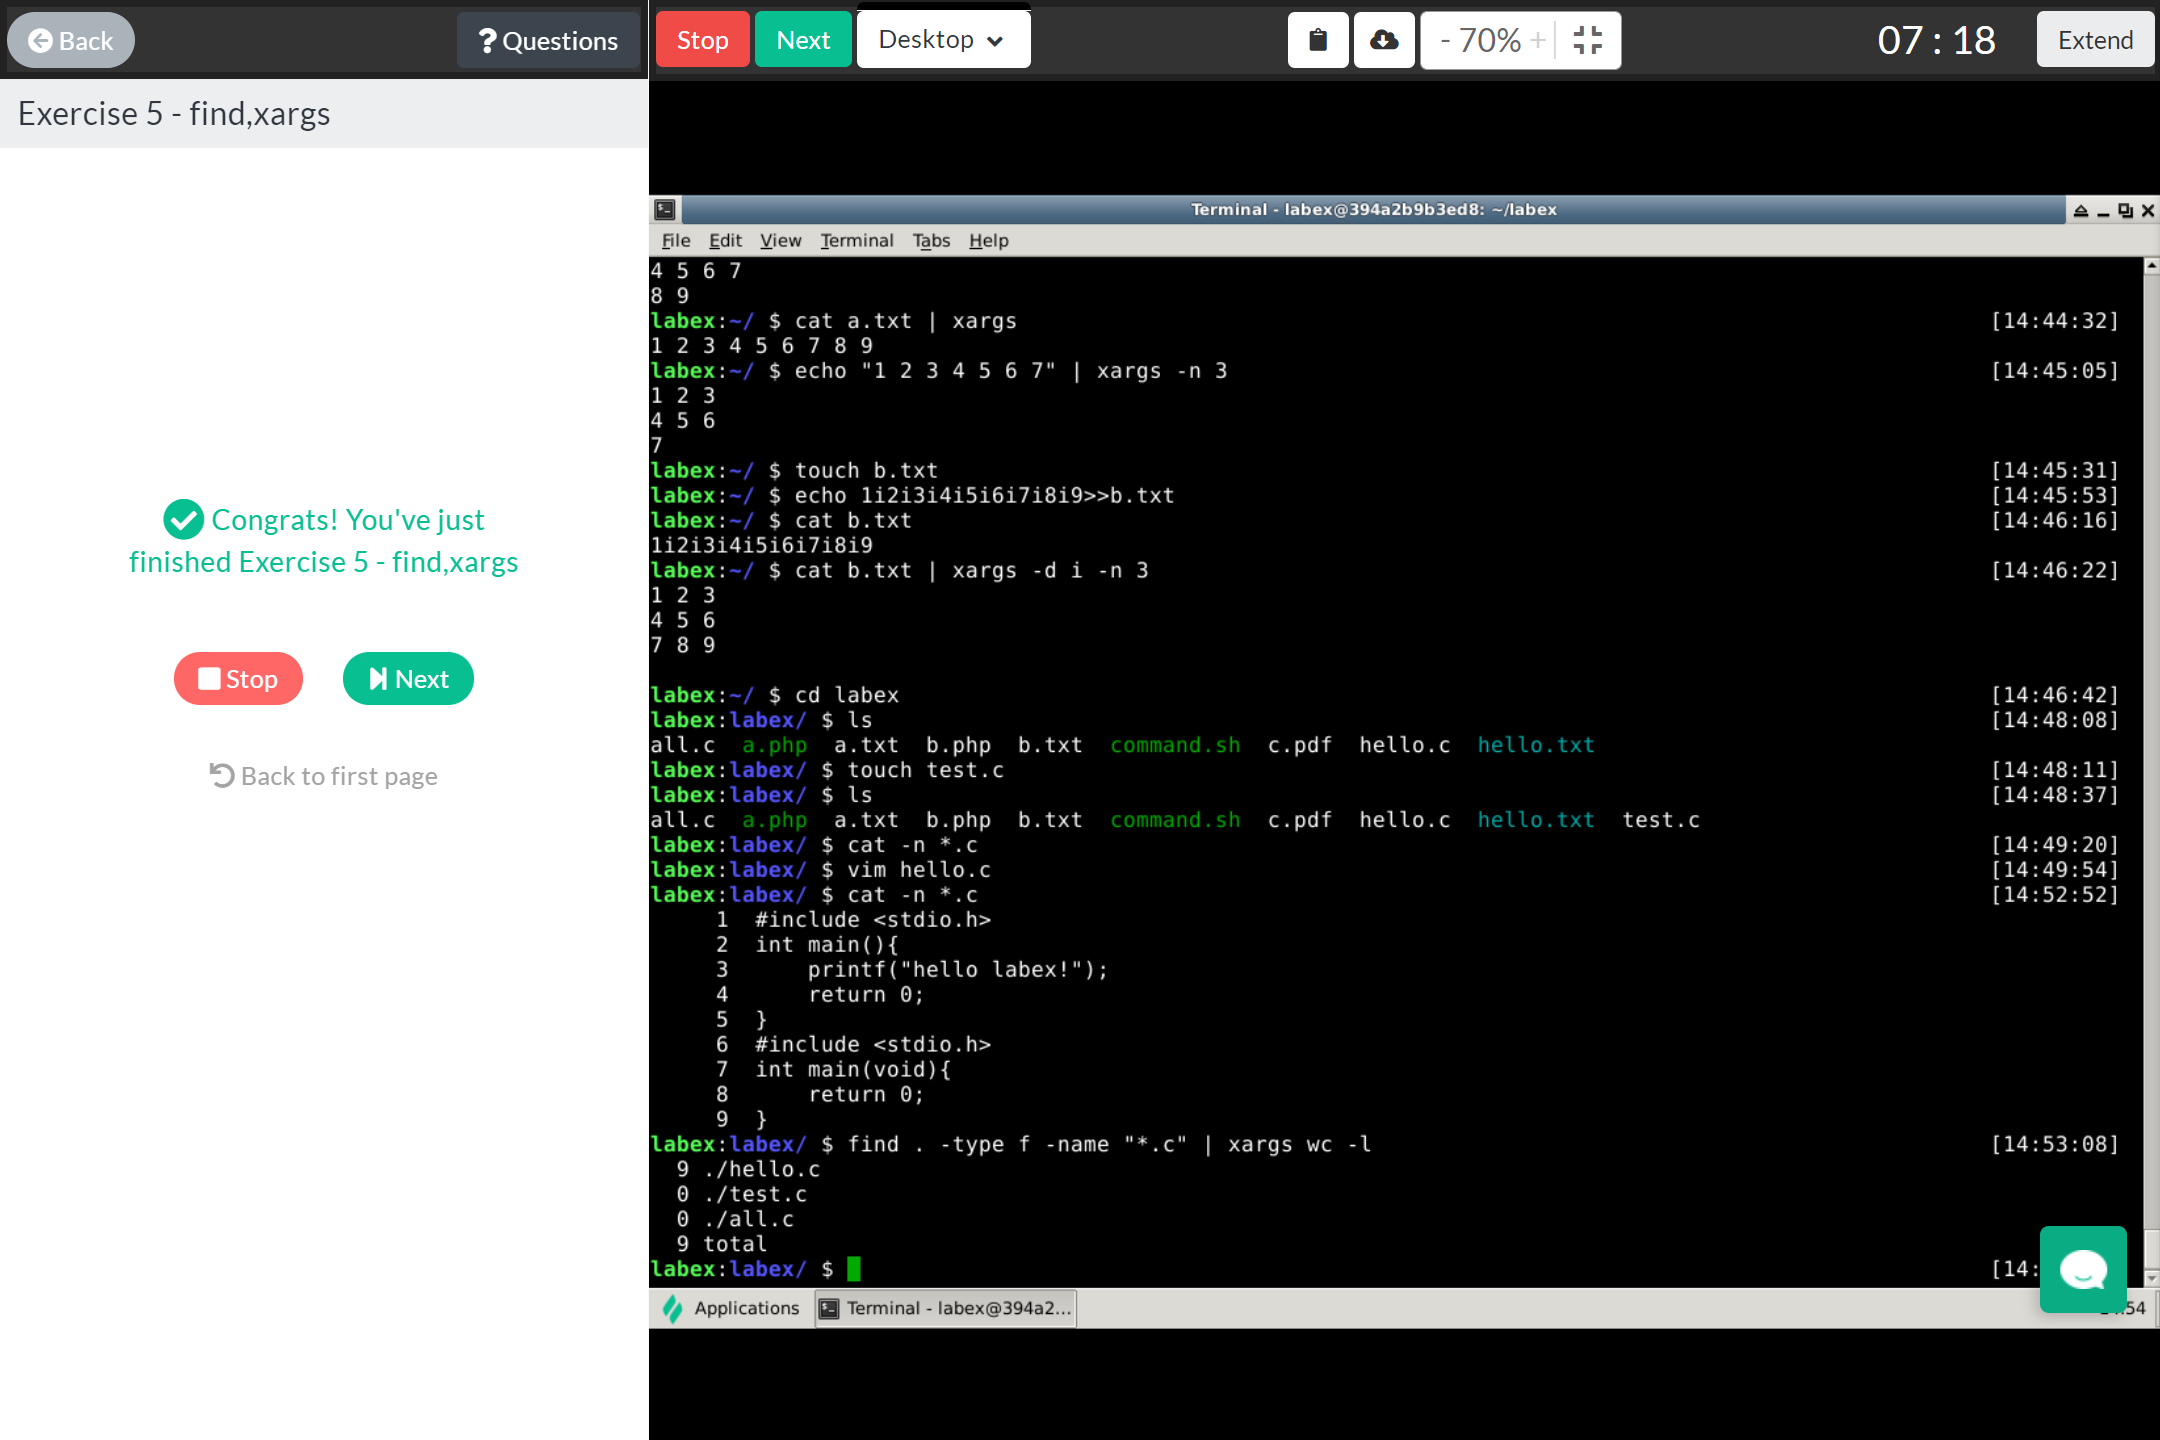 Back
Questions
Stop
Next
Desktop
- 70% +
07 : 18
Extend
Exercise 5 - find,xargs
Congrats! You've just
finished Exercise 5 - find,xargs
Stop
Next
Back to first page
Terminal - labex@394a2b9b3ed8: ~/labex
File Edit View Terminal Tabs Help
4 5 6 7
8 9
labex:~/ $ cat a.txt | xargs [14:44:32]
1 2 3 4 5 6 7 8 9
labex:~/ $ echo "1 2 3 4 5 6 7" | xargs -n 3 [14:45:05]
1 2 3
4 5 6
7
labex:~/ $ touch b.txt [14:45:31]
labex:~/ $ echo 1i2i3i4i5i6i7i8i9>>b.txt [14:45:53]
labex:~/ $ cat b.txt [14:46:16]
1i2i3i4i5i6i7i8i9
labex:~/ $ cat b.txt | xargs -d i -n 3 [14:46:22]
1 2 3
4 5 6
7 8 9
labex:~/ $ cd labex [14:46:42]
labex:labex/ $ ls [14:48:08]
all.c a.php a.txt b.php b.txt command.sh c.pdf hello.c hello.txt
labex:labex/ $ touch test.c [14:48:11]
labex:labex/ $ ls [14:48:37]
all.c a.php a.txt b.php b.txt command.sh c.pdf hello.c hello.txt test.c
labex:labex/ $ cat -n *.c [14:49:20]
labex:labex/ $ vim hello.c [14:49:54]
labex:labex/ $ cat -n *.c [14:52:52]
1 #include <stdio.h>
2 int main(){
3     printf("hello labex!");
4     return 0;
5 }
6 #include <stdio.h>
7 int main(void){
8     return 0;
9 }
labex:labex/ $ find . -type f -name "*.c" | xargs wc -l [14:53:08]
9 ./hello.c
0 ./test.c
0 ./all.c
9 total
labex:labex/ $ [14:
Applications
Terminal - labex@394a2...
:54